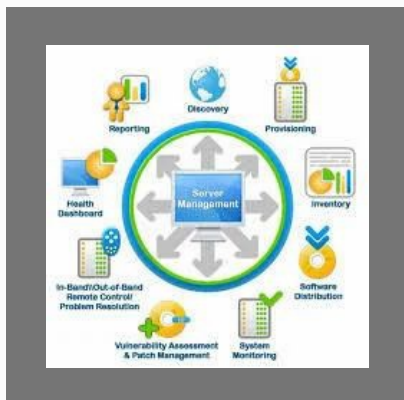 Discovery
Reporting
Provisioning
Server
Management
Health
Dashboard
Inventory
In-Band\Out-of-Band
Remote Control/
Problem Resolution
Software
Distribution
Vulnerability Assessment
& Patch Management
System
Monitoring